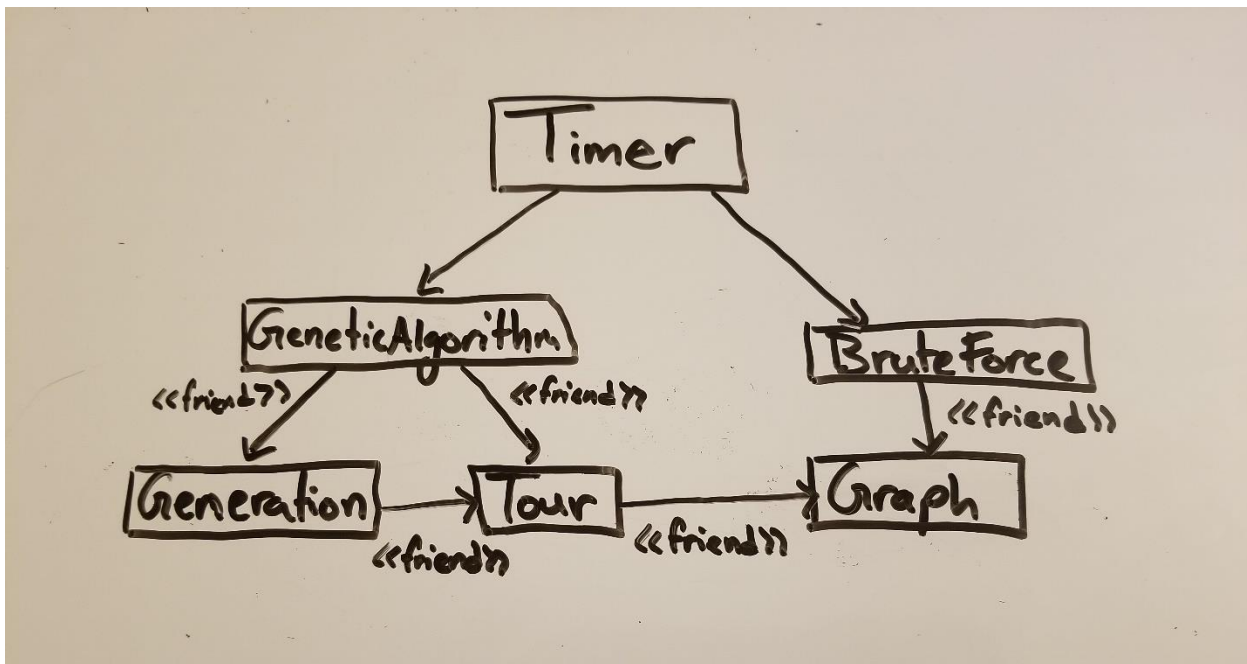 Timer
GeneticAlgorithm
BruteForce
<<friend>>
<<friend>>
<<friend>>
Generation
Tour
Graph
<<friend>>
<<friend>>